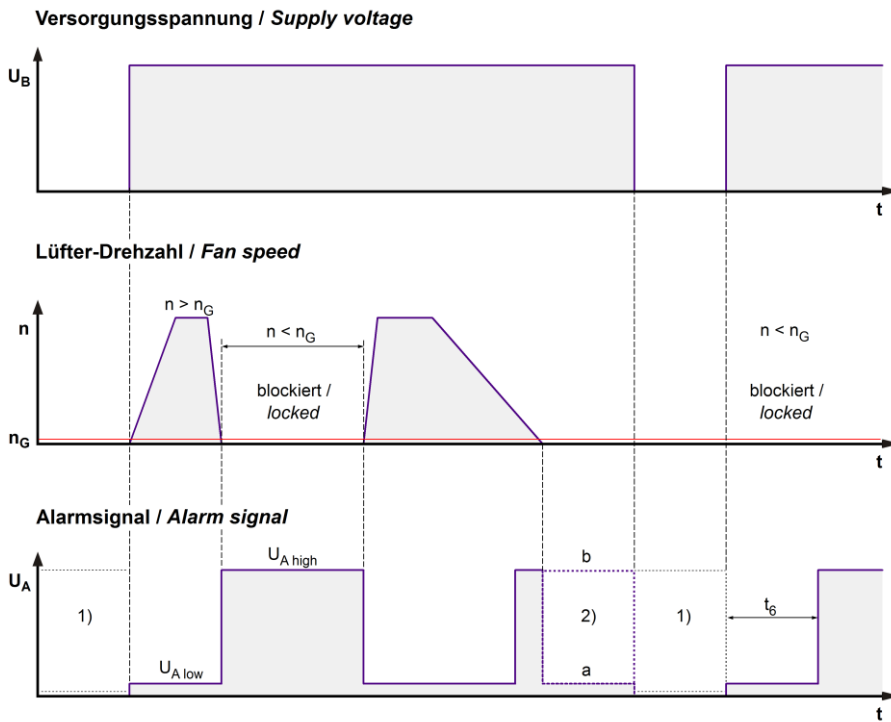 Versorgungsspannung / Supply voltage
U_B
t
Lüfter-Drehzahl / Fan speed
n > n_G
n
n < n_G
n < n_G
blockiert /
locked
blockiert /
locked
n_G
t
Alarmsignal / Alarm signal
U_A high
b
U_A
1)
2)
1)
t_6
U_A low
a
t